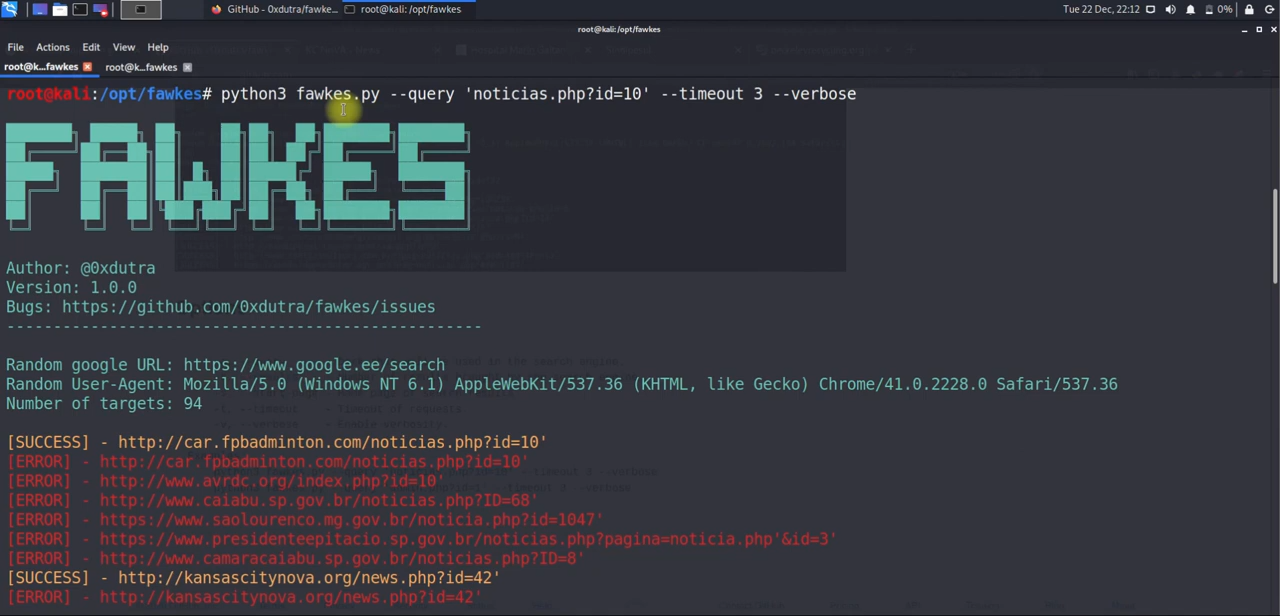 GitHub - 0xdutra/fawke...
root@kali: /opt/fawkes
Tue 22 Dec, 22:12
0%
root@kali: /opt/fawkes
File Actions Edit View Help
root@k...fawkes
root@k...fawkes
root@kali:/opt/fawkes# python3 fawkes.py --query 'noticias.php?id=10' --timeout 3 --verbose
FAWKES
Author: @0xdutra
Version: 1.0.0
Bugs: https://github.com/0xdutra/fawkes/issues
-------------------------------------------------
Random google URL: https://www.google.ee/search
Random User-Agent: Mozilla/5.0 (Windows NT 6.1) AppleWebKit/537.36 (KHTML, like Gecko) Chrome/41.0.2228.0 Safari/537.36
Number of targets: 94
[SUCCESS] - http://car.fpbadminton.com/noticias.php?id=10'
[ERROR] - http://car.fpbadminton.com/noticias.php?id=10'
[ERROR] - http://www.avrdc.org/index.php?id=10'
[ERROR] - http://www.caiabu.sp.gov.br/noticias.php?ID=68'
[ERROR] - https://www.saolourenco.mg.gov.br/noticia.php?id=1047'
[ERROR] - https://www.presidenteepitacio.sp.gov.br/noticias.php?pagina=noticia.php'&id=3'
[ERROR] - http://www.camaracaiabu.sp.gov.br/noticias.php?ID=8'
[SUCCESS] - http://kansascitynova.org/news.php?id=42'
[ERROR] - http://kansascitynova.org/news.php?id=42'